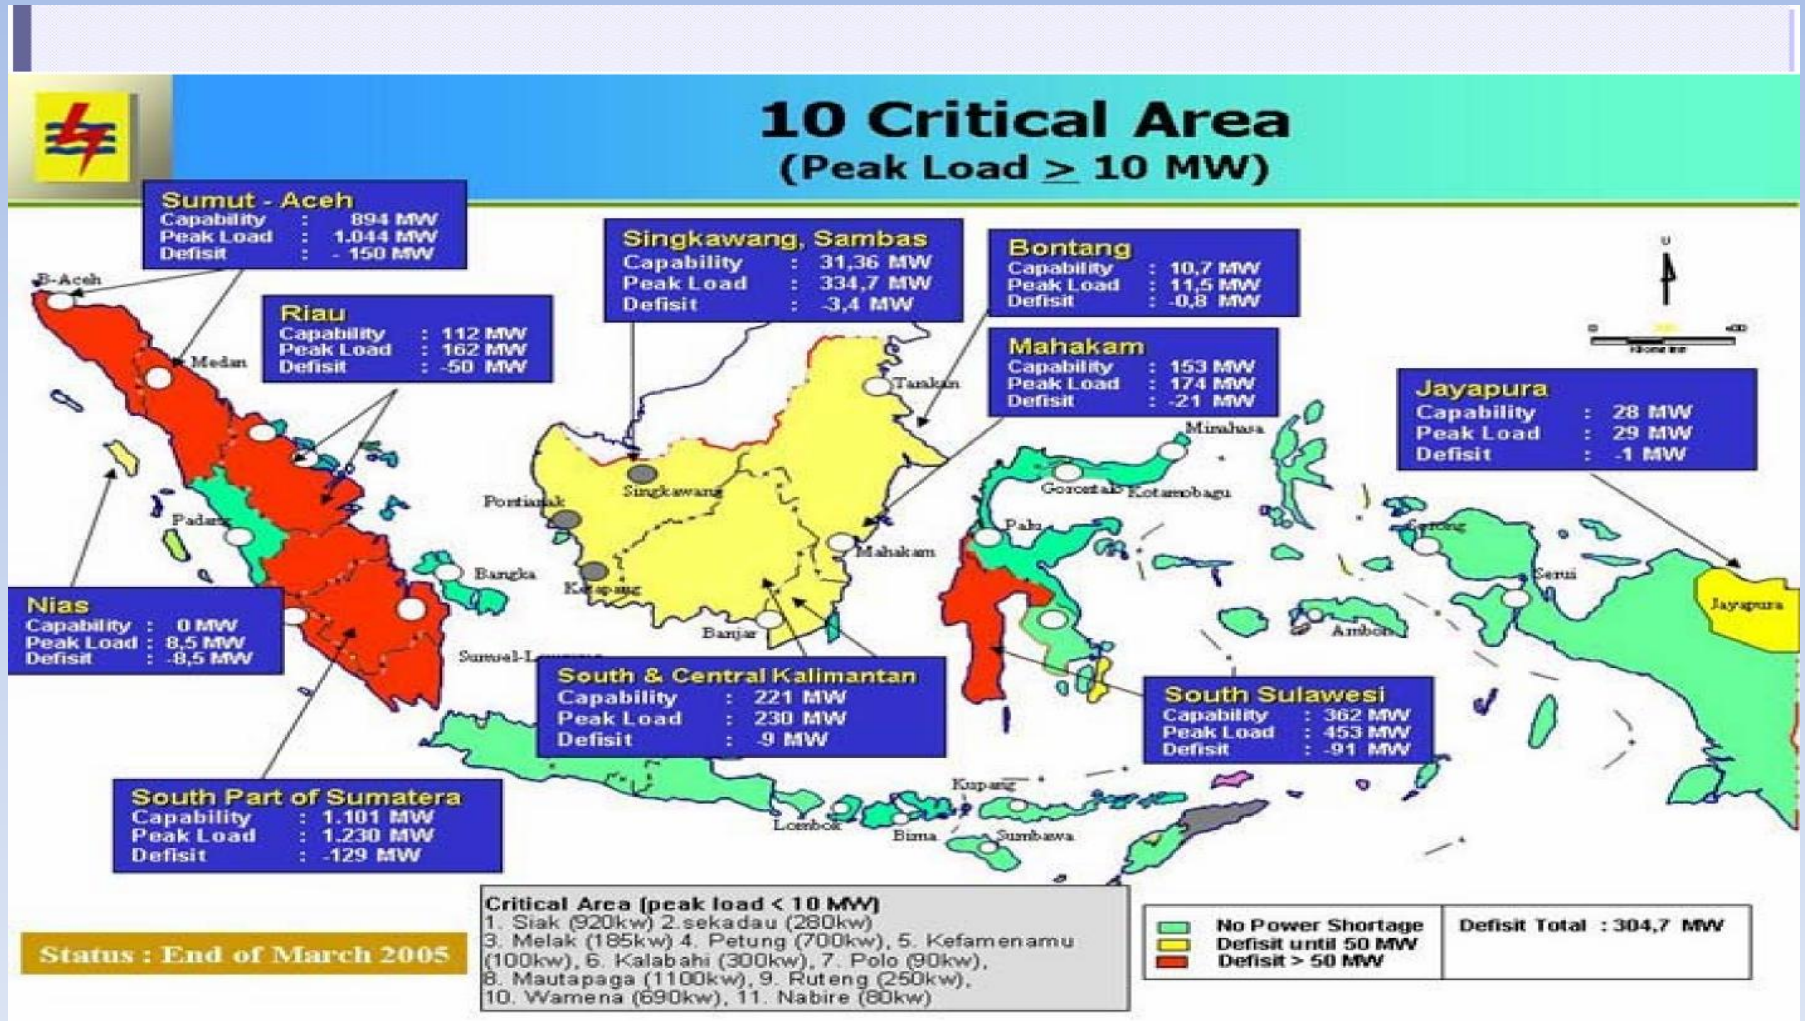 10 Critical Area
(Peak Load ≥ 10 MW)
Sumut - Aceh
Capability : 894 MW
Peak Load : 1.044 MW
Defisit : - 150 MW
Singkawang, Sambas
Capability : 31,36 MW
Peak Load : 334,7 MW
Defisit : -3,4 MW
Bontang
Capability : 10,7 MW
Peak Load : 11,5 MW
Defisit : -0,8 MW
U
B-Aceh
Riau
Capability : 112 MW
Peak Load : 162 MW
Defisit : -50 MW
Mahakam
Capability : 153 MW
Peak Load : 174 MW
Defisit : -21 MW
Jayapura
Capability : 28 MW
Peak Load : 29 MW
Defisit : -1 MW
Medan
Tarakan
Minahasa
Singkawang
Gorontalo
Kotamobagu
Pontianak
Padang
Palu
Sorong
Mahakam
Bangka
Ketapang
Serui
Jayapura
Nias
Capability : 0 MW
Peak Load : 8,5 MW
Defisit : -8,5 MW
Banjar
Ambon
South & Central Kalimantan
Capability : 221 MW
Peak Load : 230 MW
Defisit : -9 MW
South Sulawesi
Capability : 362 MW
Peak Load : 453 MW
Defisit : -91 MW
South Part of Sumatera
Capability : 1.101 MW
Peak Load : 1.230 MW
Defisit : -129 MW
Kupang
Lombok
Bima
Sumbawa
Critical Area (peak load < 10 MW)
1. Siak (920kw) 2.sekadau (280kw)
3. Melak (185kw) 4. Petung (700kw), 5. Kefamenamu
(100kw), 6. Kalabahi (300kw), 7. Polo (90kw),
8. Mautapaga (1100kw), 9. Ruteng (250kw),
10. Wamena (690kw), 11. Nabire (80kw)
Status : End of March 2005
No Power Shortage
Defisit until 50 MW
Defisit > 50 MW
Defisit Total : 304,7 MW